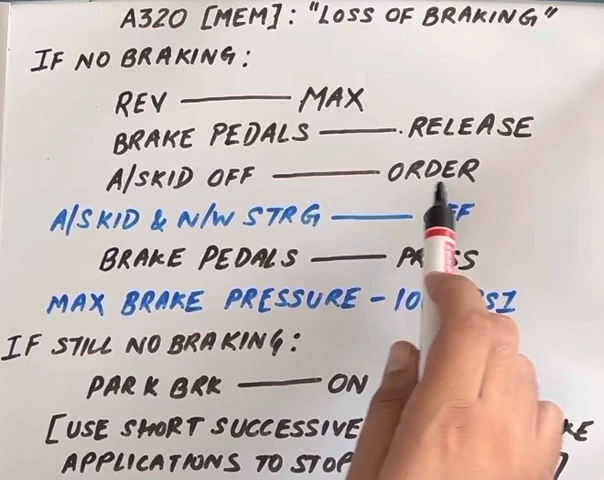 A320 [MEM]: "LOSS OF BRAKING"
IF NO BRAKING:
REV — MAX
BRAKE PEDALS — RELEASE
A/SKID OFF — ORDER
A/SKID & N/W STRG —
BRAKE PEDALS —
MAX BRAKE PRESSURE -
IF STILL NO BRAKING:
PARK BRK — ON
[USE SHORT SUCCESSIVE
APPLICATIONS TO STOP